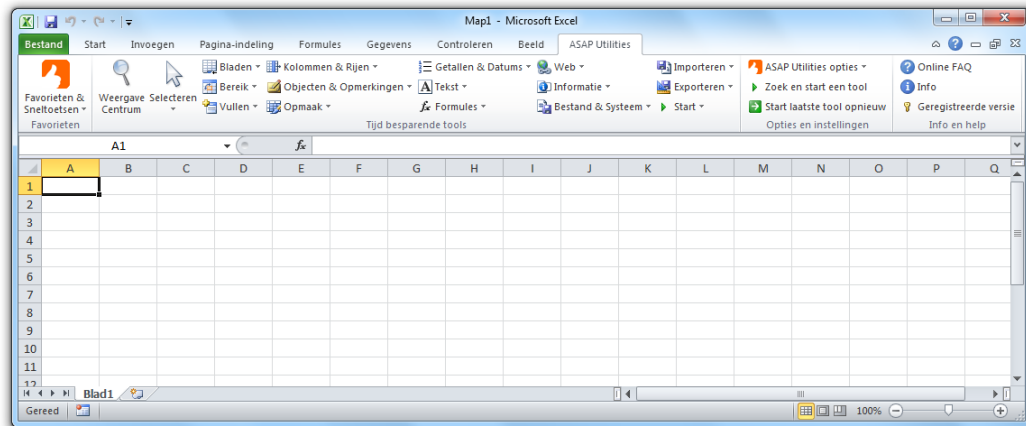 Map1 - Microsoft Excel
Bestand Start Invoegen Pagina-indeling Formules Gegevens Controleren Beeld ASAP Utilities
Favorieten & Sneltoetsen
Favorieten
Weergave Centrum
Selecteren
Bladen Kolommen & Rijen Getallen & Datums Web Importeren
Bereik Objecten & Opmerkingen Tekst Informatie Exporteren
Vullen Opmaak Formules Bestand & Systeem Start
Tijd besparende tools
ASAP Utilities opties
Zoek en start een tool
Start laatste tool opnieuw
Opties en instellingen
Online FAQ
Info
Geregistreerde versie
Info en help
A1 fx
A B C D E F G H I J K L M N O P Q
1
2
3
4
5
6
7
8
9
10
11
12
Blad1
Gereed 100%